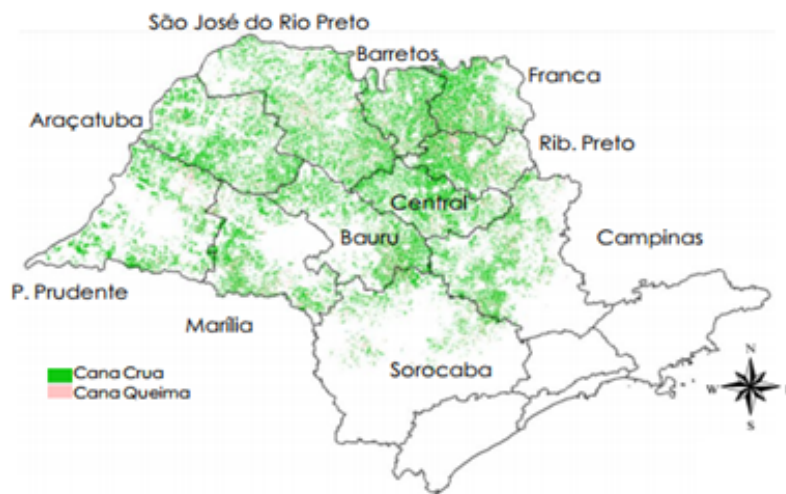 São José do Rio Preto
Barretos
Franca
Araçatuba
Rib. Preto
Central
Bauru
Campinas
P. Prudente
Marília
Sorocaba
Cana Crua
Cana Queima
N
W
S